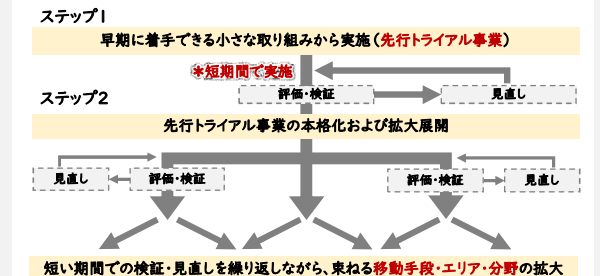 ステップ1
早期に着手できる小さな取り組みから実施(先行トライアル事業)
＊短期間で実施
評価・検証
見直し
ステップ2
先行トライアル事業の本格化および拡大展開
見直し
評価・検証
評価・検証
見直し
短い期間での検証・見直しを繰り返しながら、束ねる移動手段・エリア・分野の拡大